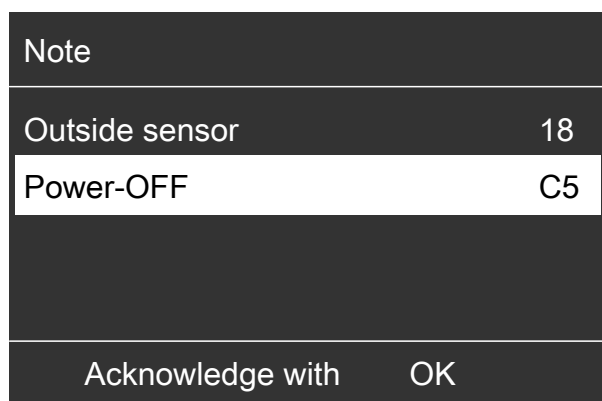 Note
Outside sensor 18
Power-OFF C5
Acknowledge with OK